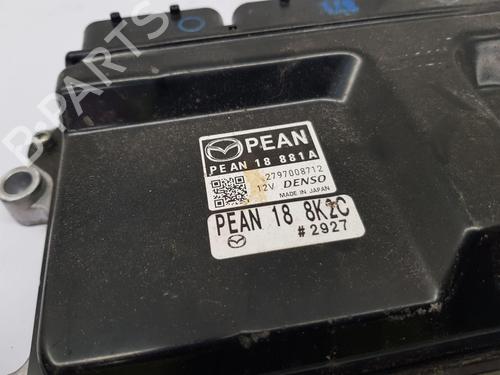 PEAN
PEAN 18 881A
2797008712
12V DENSO
MADE IN JAPAN
PEAN 18 8K2C
#2927
B-PARTS